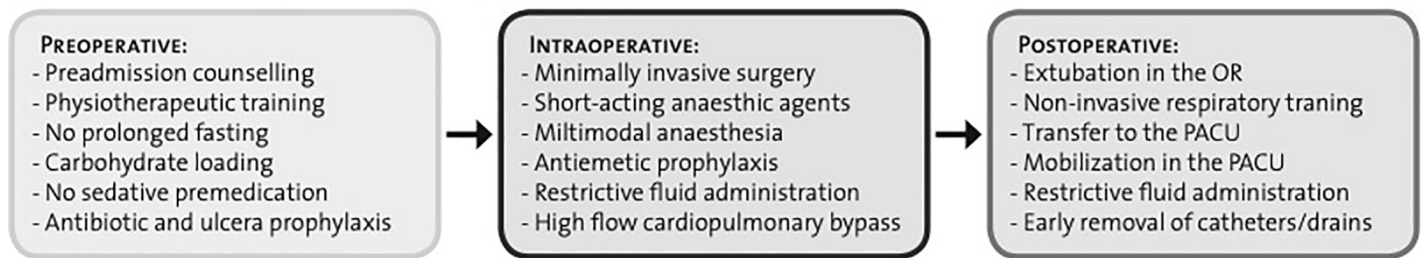 PREOPERATIVE:
- Preadmission counselling
- Physiotherapeutic training
- No prolonged fasting
- Carbohydrate loading
- No sedative premedication
- Antibiotic and ulcera prophylaxis
INTRAOPERATIVE:
- Minimally invasive surgery
- Short-acting anaesthic agents
- Miltimodal anaesthesia
- Antiemetic prophylaxis
- Restrictive fluid administration
- High flow cardiopulmonary bypass
POSTOPERATIVE:
- Extubation in the OR
- Non-invasive respiratory traning
- Transfer to the PACU
- Mobilization in the PACU
- Restrictive fluid administration
- Early removal of catheters/drains